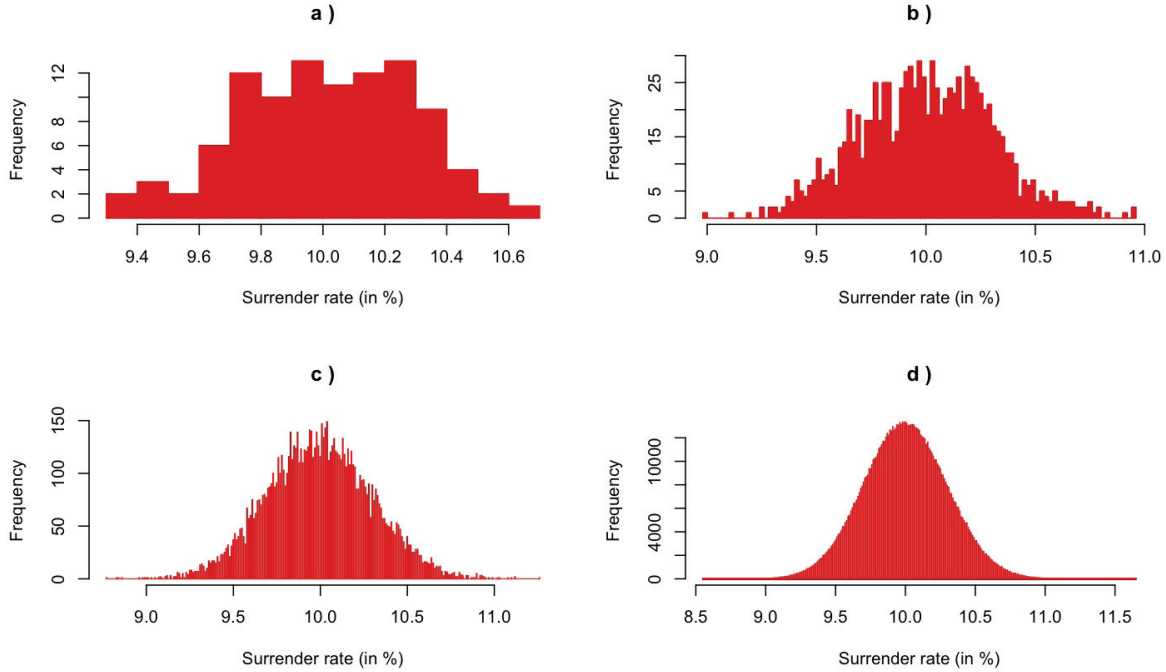 a )
Frequency
12
8
6
4
2
0
9.4 9.6 9.8 10.0 10.2 10.4 10.6
Surrender rate (in %)
b )
Frequency
25
15
5
0
9.0 9.5 10.0 10.5 11.0
Surrender rate (in %)
c )
Frequency
150
100
50
0
9.0 9.5 10.0 10.5 11.0
Surrender rate (in %)
d )
Frequency
10000
4000
0
8.5 9.0 9.5 10.0 10.5 11.0 11.5
Surrender rate (in %)